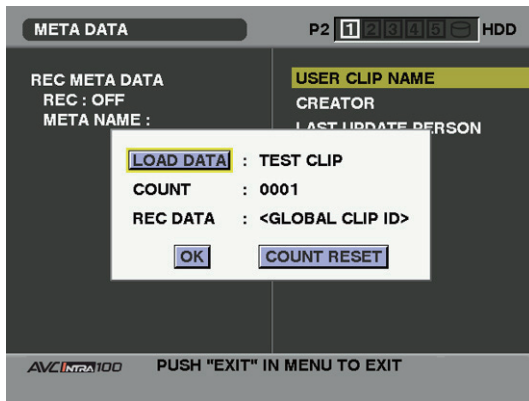 META DATA
P2 1 2 3 4 5 HDD
REC META DATA
REC : OFF
META NAME :
USER CLIP NAME
CREATOR
LAST UPDATE PERSON
LOAD DATA : TEST CLIP
COUNT : 0001
REC DATA : <GLOBAL CLIP ID>
OK COUNT RESET
AVC INTRA 100 PUSH "EXIT" IN MENU TO EXIT